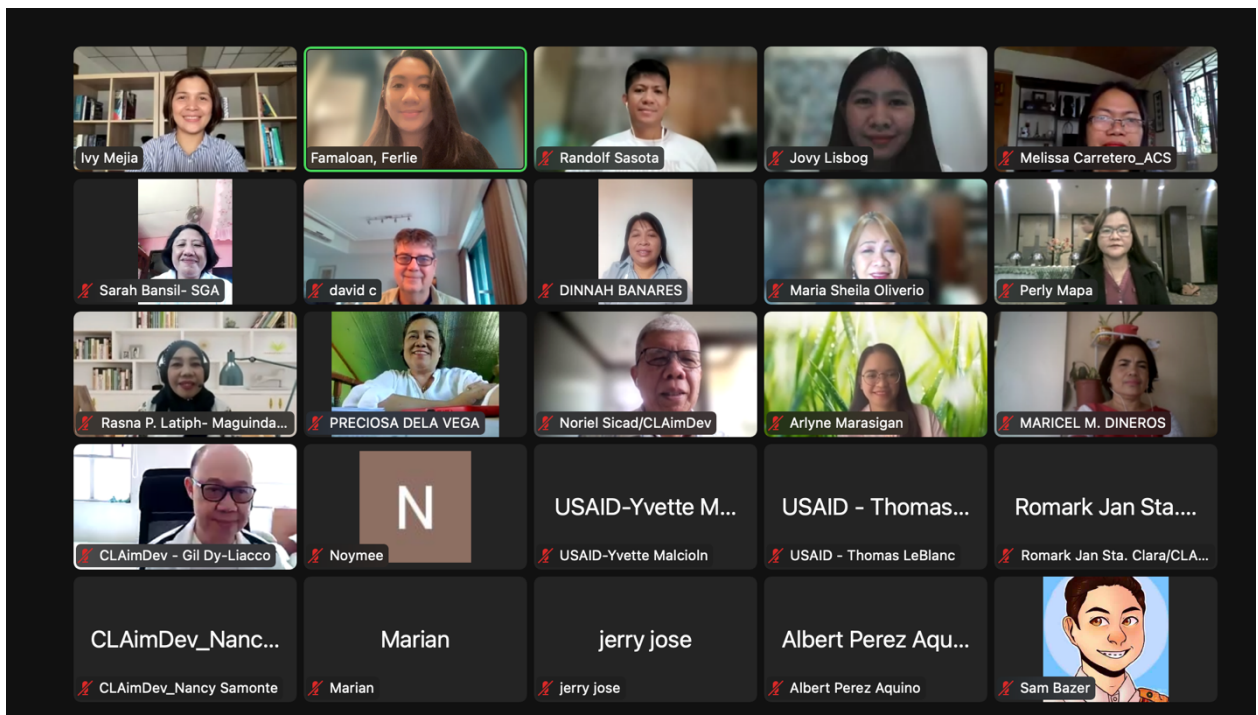 Ivy Mejia
Famaloan, Ferlie
Randolf Sasota
Jovy Lisbog
Melissa Carretero_ACS
Sarah Bansil- SGA
david c
DINNAH BANARES
Maria Sheila Oliverio
Perly Mapa
Rasna P. Latiph- Maguinda...
PRECIOSA DELA VEGA
Noriel Sicad/CLAimDev
Arlyne Marasigan
MARICEL M. DINEROS
CLAimDev - Gil Dy-Liacco
N
Noymee
USAID-Yvette M...
USAID-Yvette Malcioln
USAID - Thomas...
USAID - Thomas LeBlanc
Romark Jan Sta....
Romark Jan Sta. Clara/CLA...
CLAimDev_Nanc...
CLAimDev_Nancy Samonte
Marian
Marian
jerry jose
jerry jose
Albert Perez Aqu...
Albert Perez Aquino
Sam Bazer